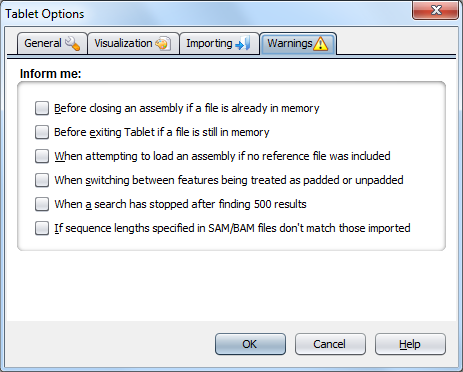 Tablet Options
General Visualization Importing Warnings
Inform me:
Before closing an assembly if a file is already in memory
Before exiting Tablet if a file is still in memory
When attempting to load an assembly if no reference file was included
When switching between features being treated as padded or unpadded
When a search has stopped after finding 500 results
If sequence lengths specified in SAM/BAM files don't match those imported
OK Cancel Help